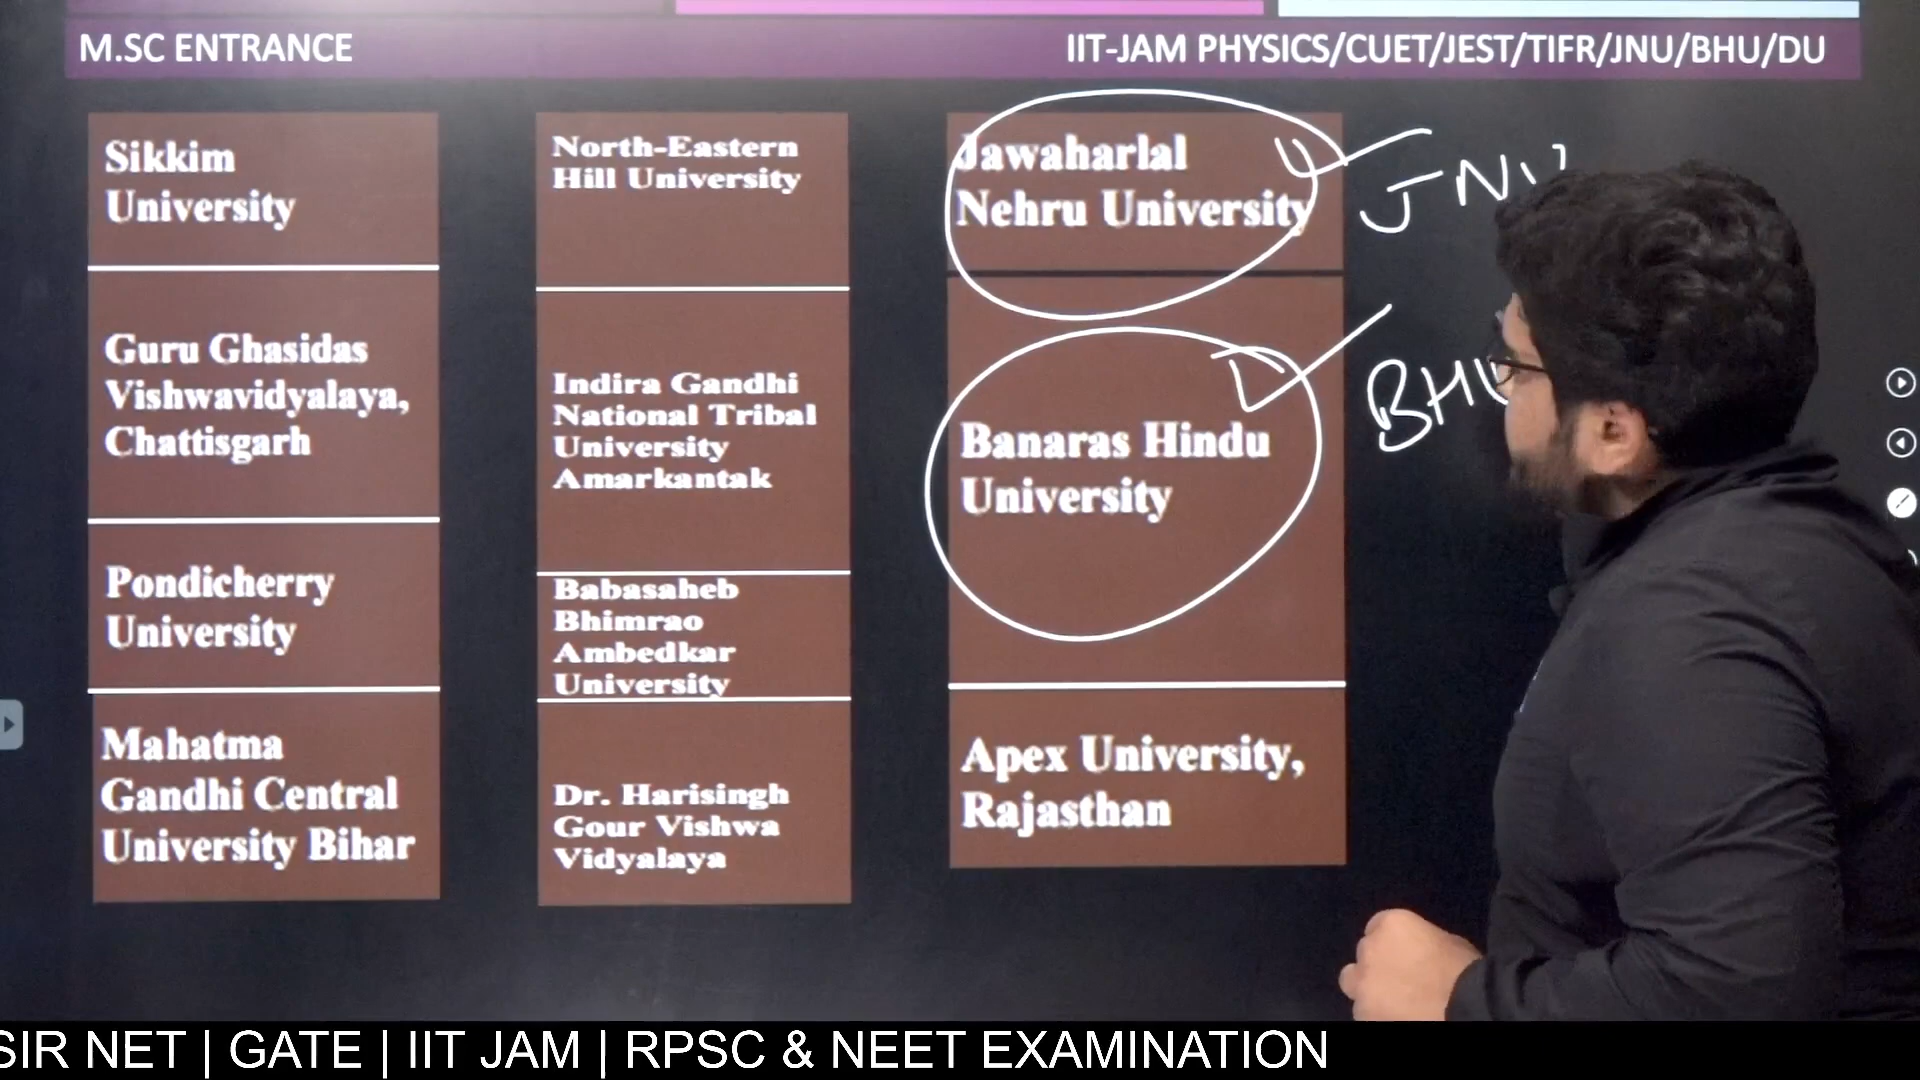 M.SC ENTRANCE
IIT-JAM PHYSICS/CUET/JEST/TIFR/JNU/BHU/DU
Sikkim
University
Guru Ghasidas
Vishwavidyalaya,
Chattisgarh
Pondicherry
University
Mahatma
Gandhi Central
University Bihar
North-Eastern
Hill University
Indira Gandhi
National Tribal
University
Amarkantak
Babasaheb
Bhimrao
Ambedkar
University
Dr. Harisingh
Gour Vishwa
Vidyalaya
Jawaharlal
Nehru University
JNU
Banaras Hindu
University
BHU
Apex University,
Rajasthan
SIR NET | GATE | IIT JAM | RPSC & NEET EXAMINATION